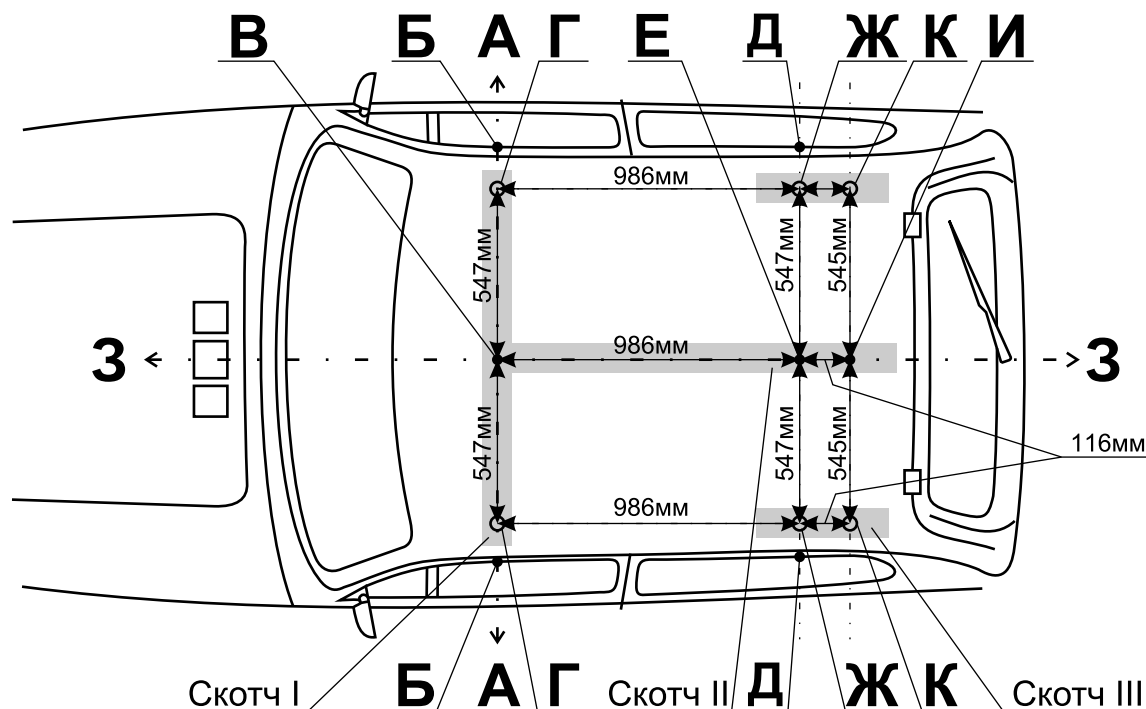 В Б А Г Е Д Ж К И
986мм
547мм 547мм 545мм
З 986мм З
547мм 547мм 545мм
116мм
986мм
Скотч I Б А Г Скотч II Д Ж К Скотч III